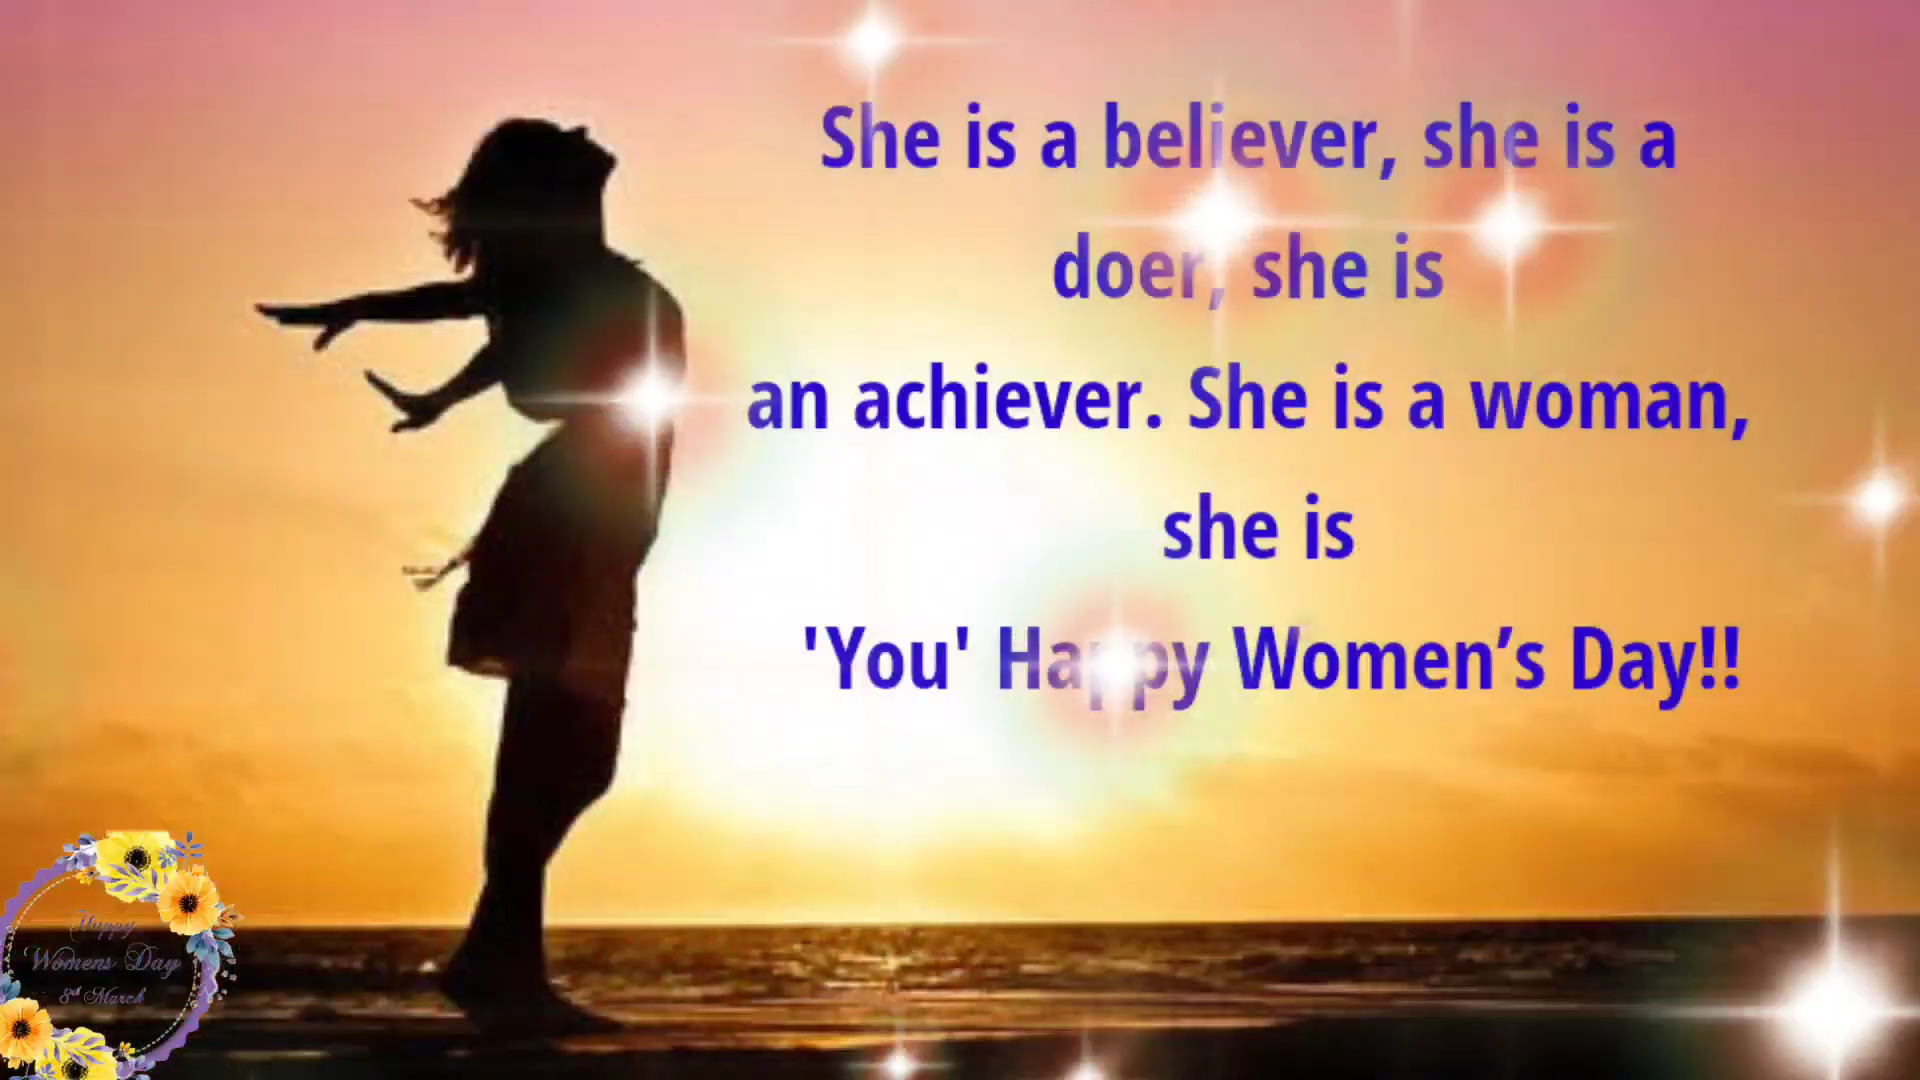 She is a believer, she is a
doer, she is
an achiever. She is a woman,
she is
'You' Happy Women’s Day!!
Happy
Womens Day
8th March